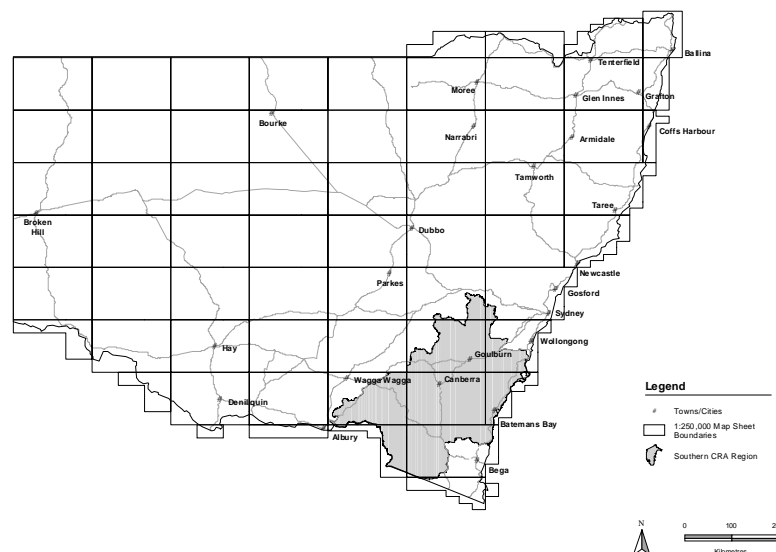 Ballina
Tenterfield
Moree
Glen Innes
Grafton
Bourke
Narrabri
Armidale
Coffs Harbour
Tamworth
Taree
Broken
Hill
Dubbo
Newcastle
Parkes
Gosford
Sydney
Wollongong
Hay
Goulburn
Wagga Wagga
Canberra
Deniliquin
Batemans Bay
Albury
Bega
Legend
Towns/Cities
1:250,000 Map Sheet
Boundaries
Southern CRA Region
N
0 100
Kilometres